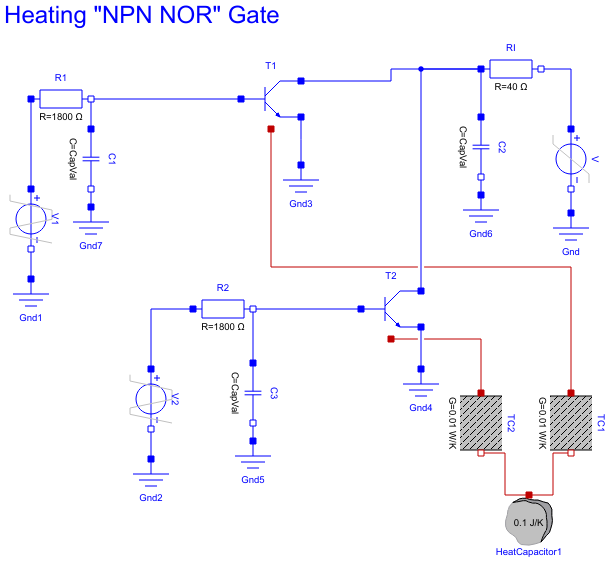 Heating "NPN NOR" Gate
T1
RI
R1
R=40 Ω
R=1800 Ω
C1
C=CapVal
C2
C=CapVal
+
V
-
Gnd3
Gnd6
Gnd7
Gnd
+
V1
-
Gnd1
T2
R2
R=1800 Ω
C3
C=CapVal
+
V2
-
Gnd4
TC2
G=0.01 W/K
TC1
G=0.01 W/K
Gnd5
Gnd2
0.1 J/K
HeatCapacitor1